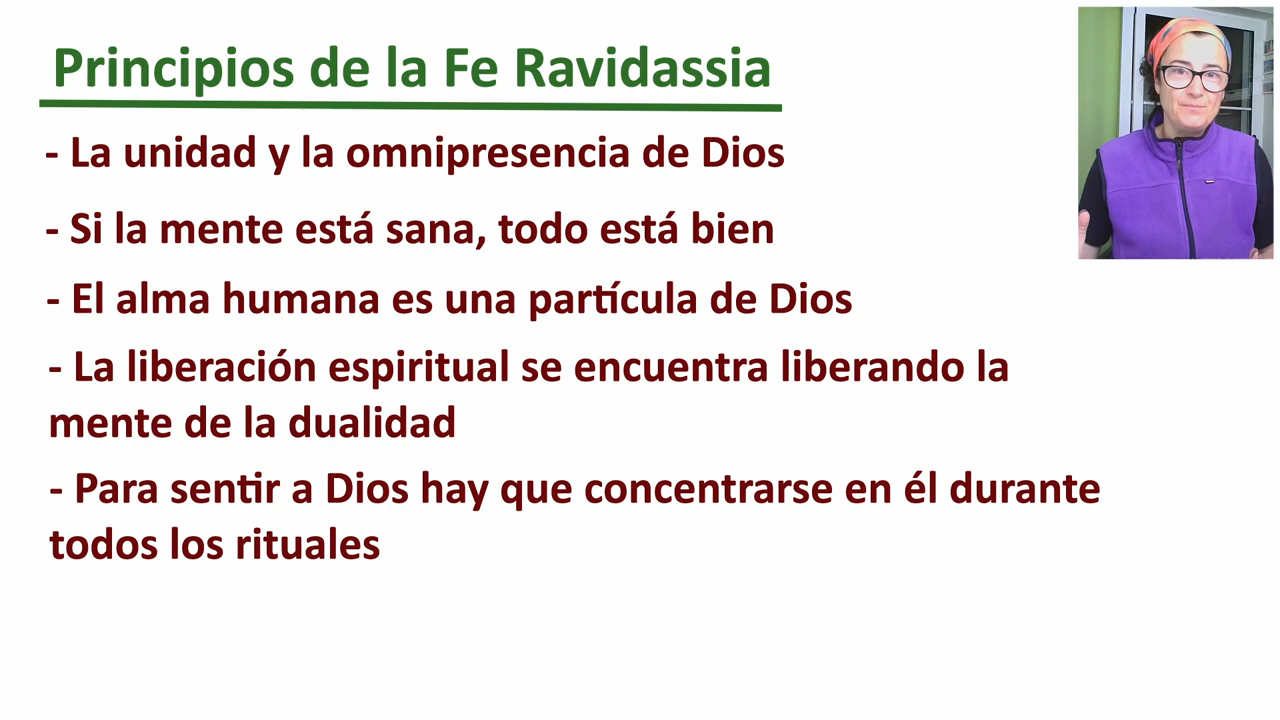 Principios de la Fe Ravidassia
- La unidad y la omnipresencia de Dios
- Si la mente está sana, todo está bien
- El alma humana es una partícula de Dios
- La liberación espiritual se encuentra liberando la
mente de la dualidad
- Para sentir a Dios hay que concentrarse en él durante
todos los rituales